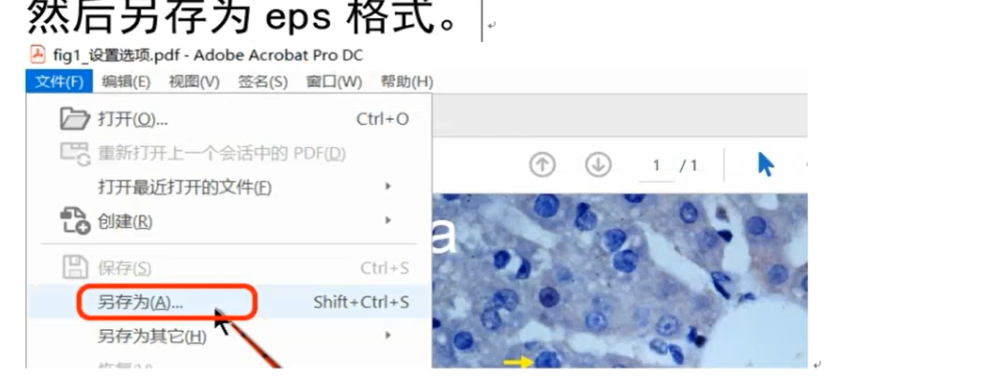 然后另存为 eps 格式。
fig1_设置选项.pdf - Adobe Acrobat Pro DC
文件(F) 编辑(E) 视图(V) 签名(S) 窗口(W) 帮助(H)
打开(O)... Ctrl+O
重新打开上一个会话中的 PDF(D)
1 / 1
打开最近打开的文件(F)
创建(R)
a
保存(S) Ctrl+S
另存为(A)... Shift+Ctrl+S
另存为其它(H)